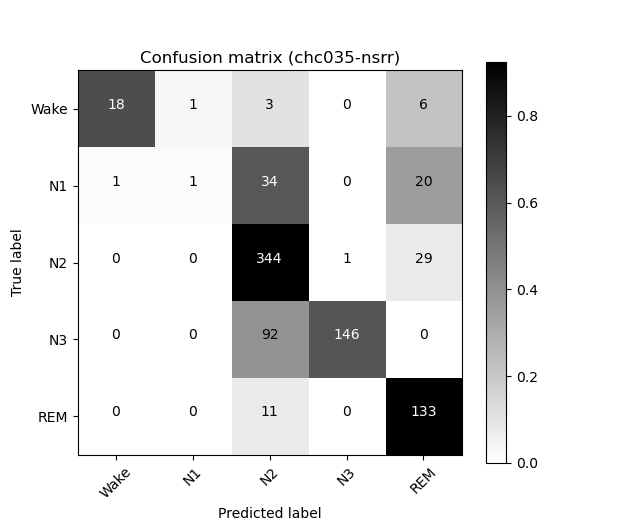 Confusion matrix (chc035-nsrr)
Wake 18 1 3 0 6
N1 1 1 34 0 20
N2 0 0 344 1 29
N3 0 0 92 146 0
REM 0 0 11 0 133
Wake N1 N2 N3 REM
Predicted label
True label
0.8
0.6
0.4
0.2
0.0